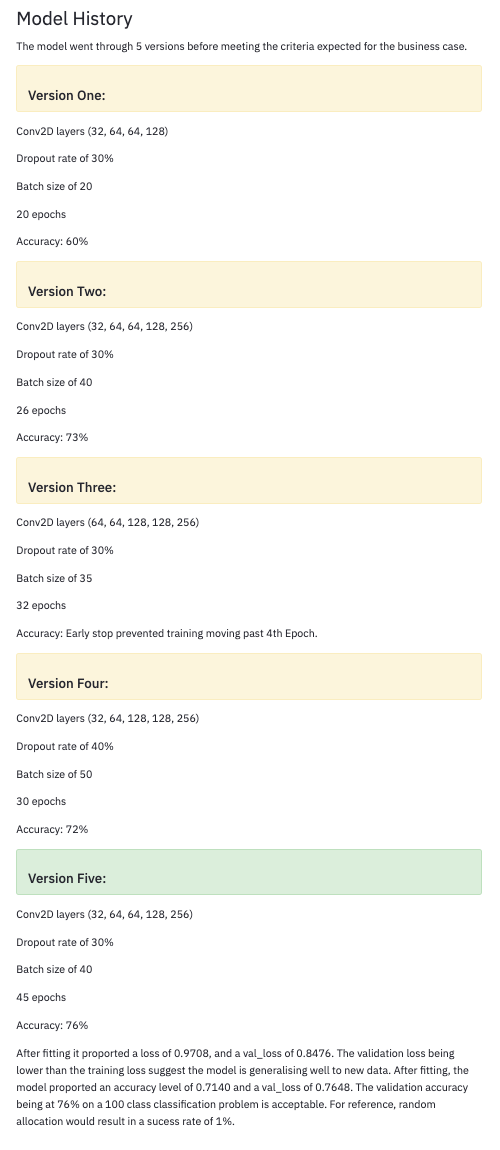 Model History
The model went through 5 versions before meeting the criteria expected for the business case.
Version One:
Conv2D layers (32, 64, 64, 128)
Dropout rate of 30%
Batch size of 20
20 epochs
Accuracy: 60%
Version Two:
Conv2D layers (32, 64, 64, 128, 256)
Dropout rate of 30%
Batch size of 40
26 epochs
Accuracy: 73%
Version Three:
Conv2D layers (64, 64, 128, 128, 256)
Dropout rate of 30%
Batch size of 35
32 epochs
Accuracy: Early stop prevented training moving past 4th Epoch.
Version Four:
Conv2D layers (32, 64, 128, 128, 256)
Dropout rate of 40%
Batch size of 50
30 epochs
Accuracy: 72%
Version Five:
Conv2D layers (32, 64, 64, 128, 256)
Dropout rate of 30%
Batch size of 40
45 epochs
Accuracy: 76%
After fitting it proported a loss of 0.9708, and a val_loss of 0.8476. The validation loss being
lower than the training loss suggest the model is generalising well to new data. After fitting, the
model proported an accuracy level of 0.7140 and a val_loss of 0.7648. The validation accuracy
being at 76% on a 100 class classification problem is acceptable. For reference, random
allocation would result in a sucess rate of 1%.